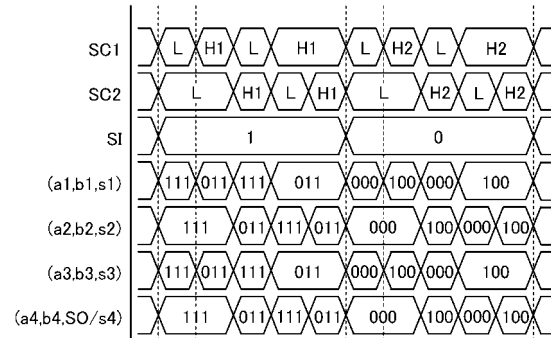 SC1 L H1 L H1 L H2 L H2
SC2 L H1 L H1 L H2 L H2
SI 1 0
(a1,b1,s1) 111 011 111 011 000 100 000 100
(a2,b2,s2) 111 011 111 011 000 100 000 100
(a3,b3,s3) 111 011 111 011 000 100 000 100
(a4,b4,SO/s4) 111 011 111 011 000 100 000 100